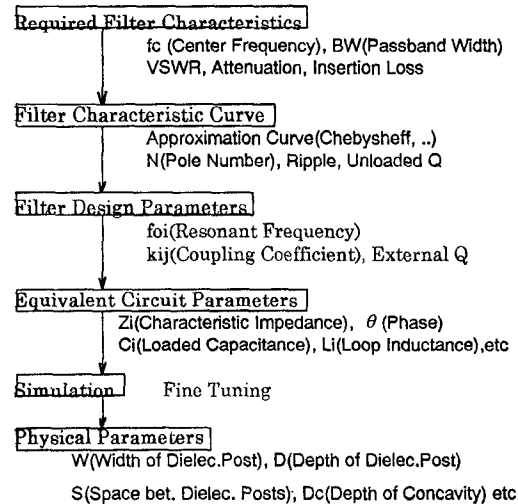 Required Filter Characteristics
fc (Center Frequency), BW(Passband Width)
VSWR, Attenuation, Insertion Loss
Filter Characteristic Curve
Approximation Curve(Chebysheff, ..)
N(Pole Number), Ripple, Unloaded Q
Filter Design Parameters
foi(Resonant Frequency)
kij(Coupling Coefficient), External Q
Equivalent Circuit Parameters
Zi(Characteristic Impedance), θ (Phase)
Ci(Loaded Capacitance), Li(Loop Inductance),etc
Simulation Fine Tuning
Physical Parameters
W(Width of Dielec.Post), D(Depth of Dielec.Post)
S(Space bet. Dielec. Posts), Dc(Depth of Concavity) etc